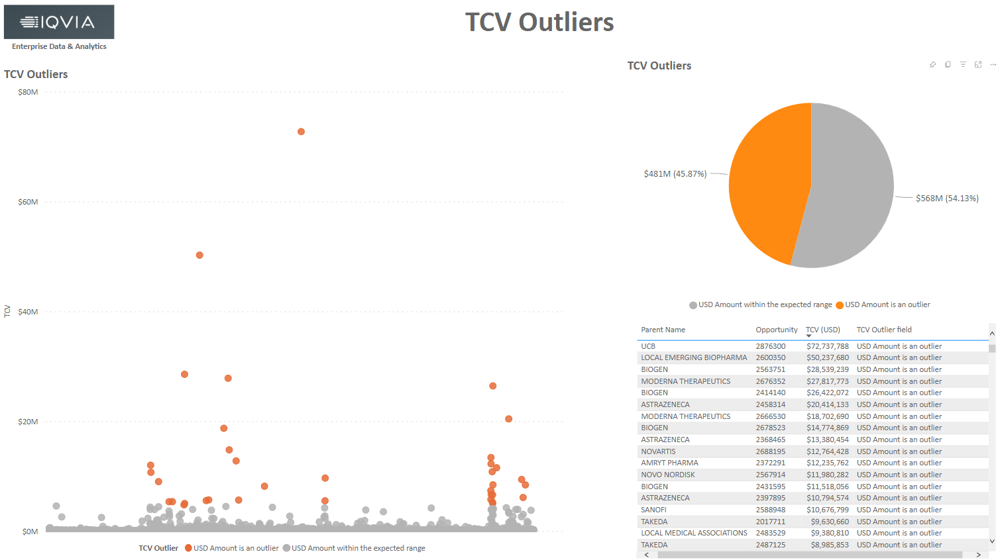 IQVIA
Enterprise Data & Analytics
TCV Outliers
TCV Outliers
$80M
$60M
$40M
$20M
$0M
TCV
TCV Outlier USD Amount is an outlier USD Amount within the expected range
TCV Outliers
$481M (45.87%)
$568M (54.13%)
USD Amount within the expected range USD Amount is an outlier
Parent Name Opportunity TCV (USD) TCV Outlier field
UCB 2876300 $72,737,788 USD Amount is an outlier
LOCAL EMERGING BIOPHARMA 2600350 $50,237,680 USD Amount is an outlier
BIOGEN 2563751 $28,539,239 USD Amount is an outlier
MODERNA THERAPEUTICS 2676352 $27,817,773 USD Amount is an outlier
BIOGEN 2414140 $26,422,072 USD Amount is an outlier
ASTRAZENECA 2458314 $20,414,133 USD Amount is an outlier
MODERNA THERAPEUTICS 2666530 $18,702,690 USD Amount is an outlier
BIOGEN 2678523 $14,774,869 USD Amount is an outlier
ASTRAZENECA 2368465 $13,380,454 USD Amount is an outlier
NOVARTIS 2688195 $12,764,428 USD Amount is an outlier
AMRYT PHARMA 2372291 $12,235,762 USD Amount is an outlier
NOVO NORDISK 2567914 $11,980,282 USD Amount is an outlier
BIOGEN 2431595 $11,518,056 USD Amount is an outlier
ASTRAZENECA 2397895 $10,794,574 USD Amount is an outlier
SANOFI 2588948 $10,676,799 USD Amount is an outlier
TAKEDA 2017711 $9,630,660 USD Amount is an outlier
LOCAL MEDICAL ASSOCIATIONS 2483529 $9,380,810 USD Amount is an outlier
TAKEDA 2487125 $8,985,853 USD Amount is an outlier